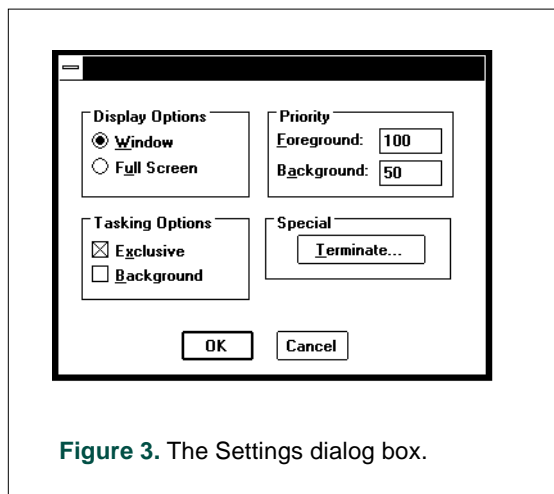 Display Options
Window
Full Screen
Priority
Foreground: 100
Background: 50
Tasking Options
Exclusive
Background
Special
Terminate...
OK
Cancel
Figure 3. The Settings dialog box.